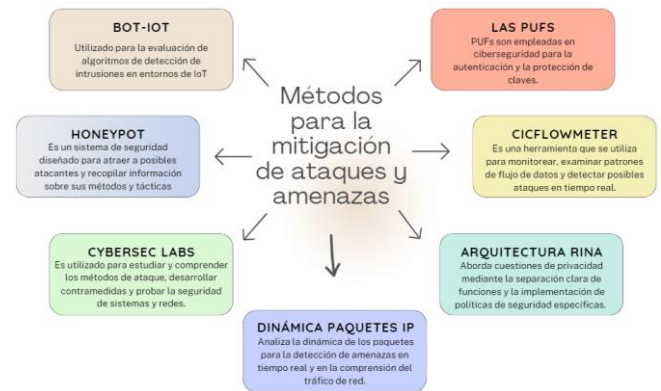 BOT-IOT
Utilizado para la evaluación de
algoritmos de detección de
intrusiones en entornos de IoT
LAS PUFS
PUFs son empleadas en
ciberseguridad para la
autenticación y la protección de
claves.
Métodos
para la
mitigación
de ataques y
amenazas
HONEYPOT
Es un sistema de seguridad
diseñado para atraer a posibles
atacantes y recopilar información
sobre sus métodos y tácticas
CICFLOWMETER
Es una herramienta que se utiliza
para monitorear, examinar patrones
de flujo de datos y detectar posibles
ataques en tiempo real.
CYBERSEC LABS
Es utilizado para estudiar y comprender
los métodos de ataque, desarrollar
contramedidas y probar la seguridad
de sistemas y redes.
ARQUITECTURA RINA
Aborda cuestiones de privacidad
mediante la separación clara de
funciones y la implementación de
políticas de seguridad específicas.
DINÁMICA PAQUETES IP
Analiza la dinámica de los paquetes
para la detección de amenazas en
tiempo real y en la comprensión del
tráfico de red.